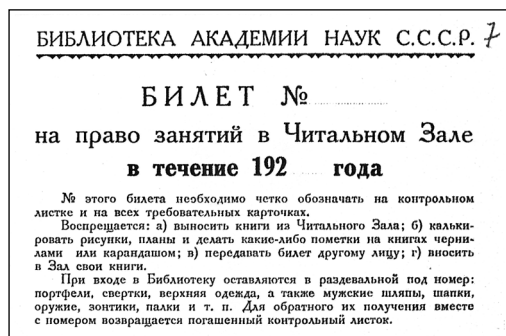 БИБЛИОТЕКА АКАДЕМИИ НАУК С.С.С.Р. 7
БИЛЕТ №
на право занятий в Читальном Зале
в течение 192 года
№ этого билета необходимо четко обозначать на контрольном
листке и на всех требовательных карточках.
Воспрещается: а) выносить книги из Читального Зала; б) кальки-
ровать рисунки, планы и делать какие-либо пометки на книгах черни-
лами или карандашом; в) передавать билет другому лицу; г) вносить
в Зал свои книги.
При входе в Библиотеку оставляются в раздевальной под номер:
портфели, свертки, верхняя одежда, а также мужские шляпы, шапки,
оружие, зонтики, палки и т. п. Для обратного их получения вместе
с номером возвращается погашенный контрольный листок.